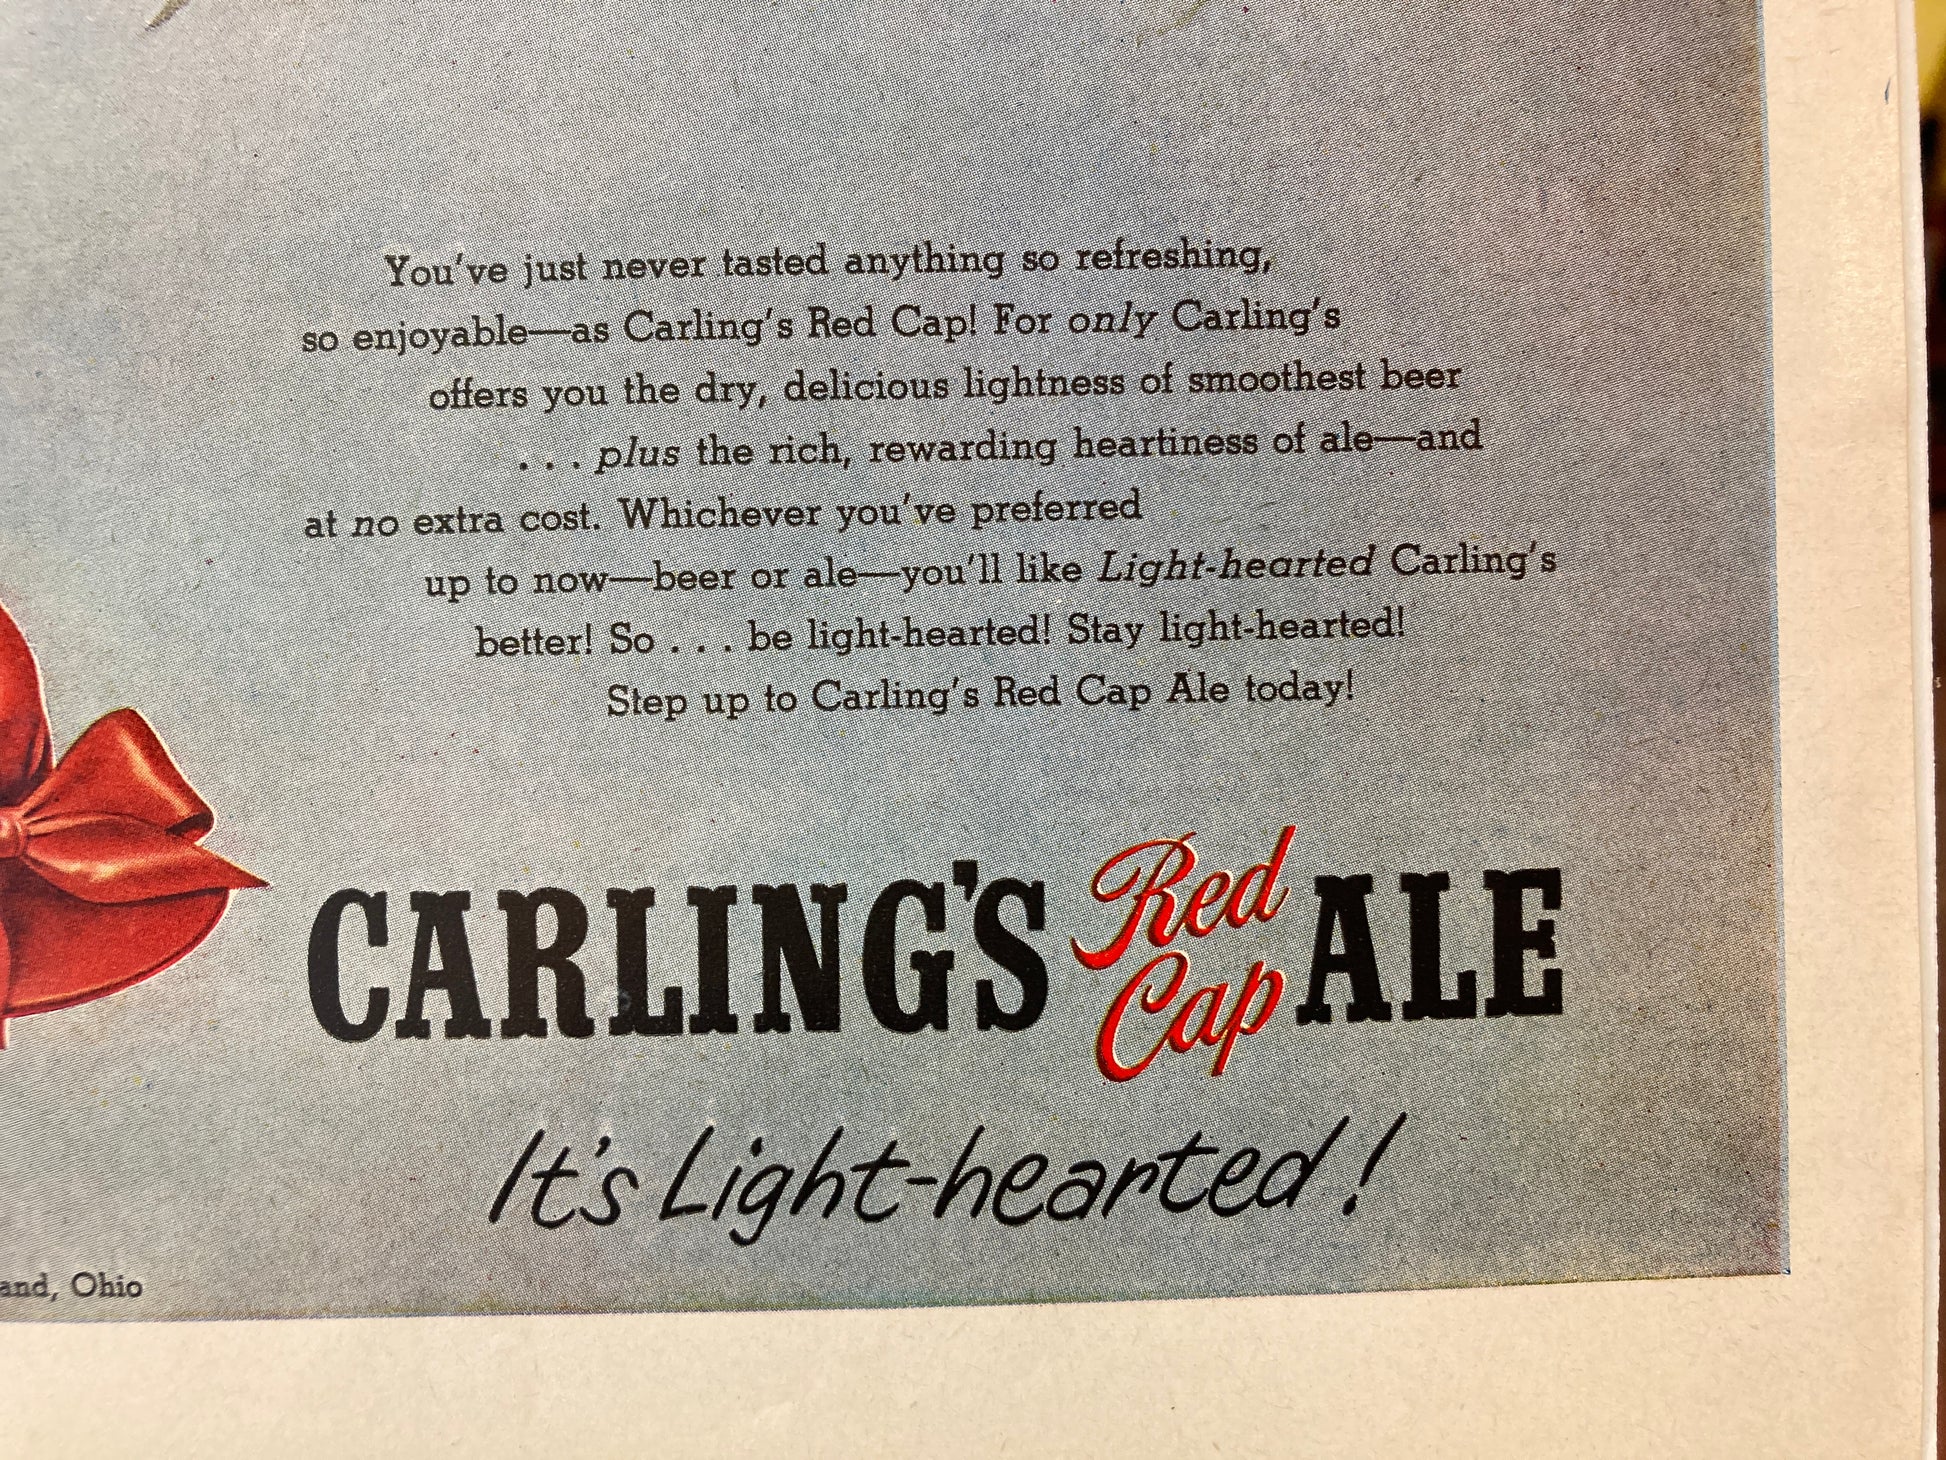 You've just never tasted anything so refreshing,
so enjoyable—as Carling's Red Cap! For only Carling's
offers you the dry, delicious lightness of smoothest beer
. . . plus the rich, rewarding heartiness of ale—and
at no extra cost. Whichever you've preferred
up to now—beer or ale—you'll like Light-hearted Carling's
better! So . . . be light-hearted! Stay light-hearted!
Step up to Carling's Red Cap Ale today!
CARLING'S Red Cap ALE
It's Light-hearted!
and, Ohio